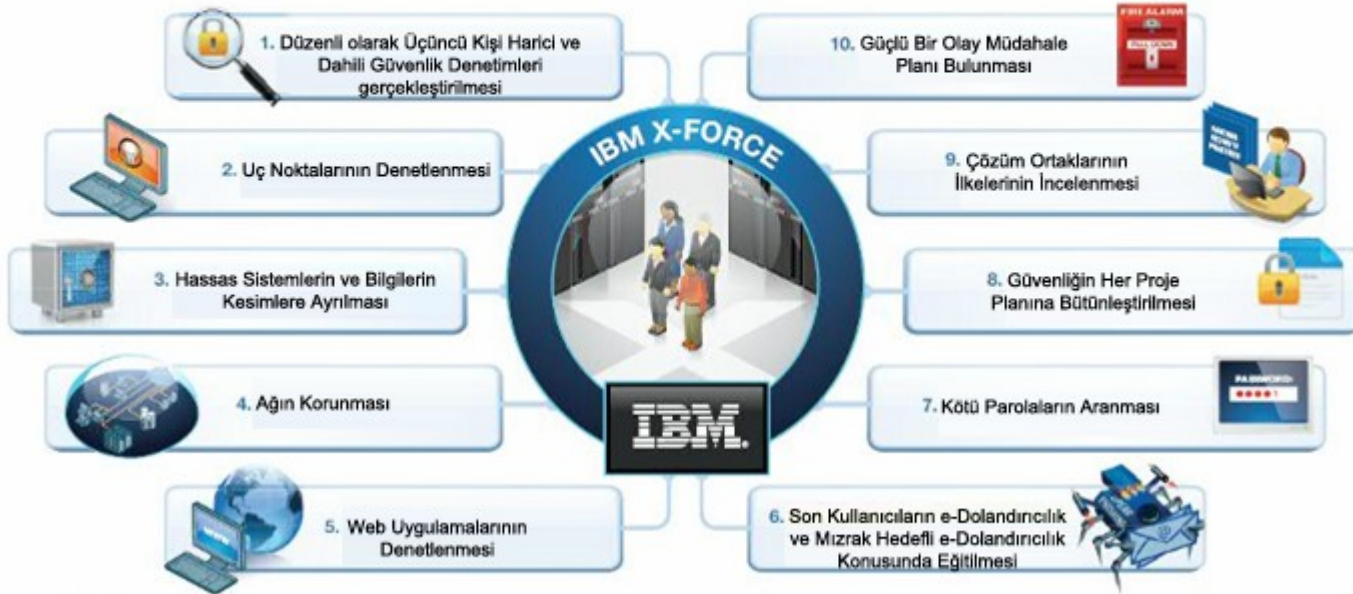 1. Düzenli olarak Üçüncü Kişi Harici ve
Dahili Güvenlik Denetimleri
gerçekleştirilmesi
2. Uç Noktalarının Denetlenmesi
3. Hassas Sistemlerin ve Bilgilerin
Kesimlere Ayrılması
4. Ağın Korunması
5. Web Uygulamalarının
Denetlenmesi
IBM X-FORCE
IBM.
10. Güçlü Bir Olay Müdahale
Planı Bulunması
FIRE ALARM
PULL DOWN
9. Çözüm Ortaklarının
İlkelerinin İncelenmesi
8. Güvenliğin Her Proje
Planına Bütünleştirilmesi
7. Kötü Parolaların Aranması
PASSWORD:
6. Son Kullanıcıların e-Dolandırıcılık
ve Mızrak Hedefli e-Dolandırıcılık
Konusunda Eğitilmesi